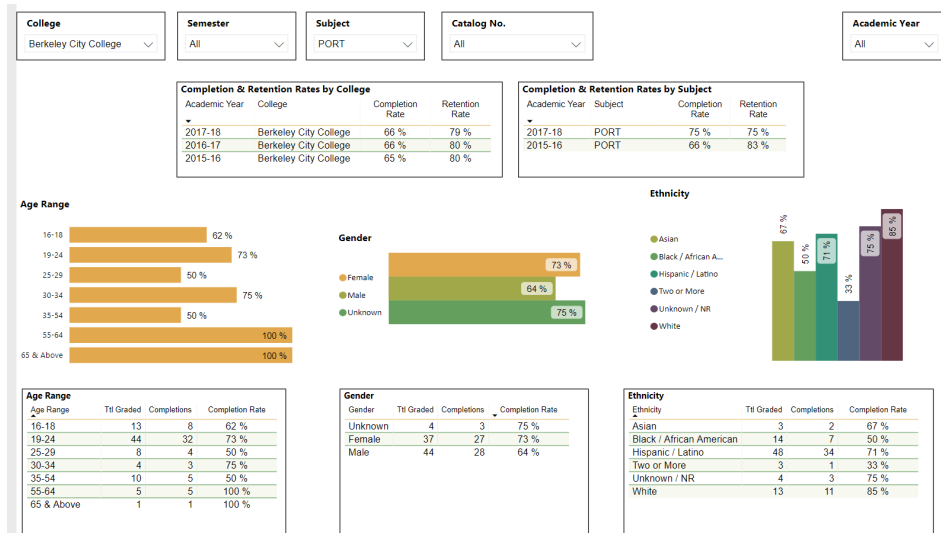 College Semester Subject Catalog No. Academic Year
Berkeley City College All PORT All All
Completion & Retention Rates by College
Academic Year College Completion Rate Retention Rate
2017-18 Berkeley City College 66 % 79 %
2016-17 Berkeley City College 66 % 80 %
2015-16 Berkeley City College 65 % 80 %
Completion & Retention Rates by Subject
Academic Year Subject Completion Rate Retention Rate
2017-18 PORT 75 % 75 %
2015-16 PORT 66 % 83 %
Age Range
16-18 62 %
19-24 73 %
25-29 50 %
30-34 75 %
35-54 50 %
55-64 100 %
65 & Above 100 %
Gender
Female 73 %
Male 64 %
Unknown 75 %
Ethnicity
Asian
Black / African A...
Hispanic / Latino
Two or More
Unknown / NR
White
67 % 50 % 71 % 33 % 75 % 85 %
Age Range
Age Range Ttl Graded Completions Completion Rate
16-18 13 8 62 %
19-24 44 32 73 %
25-29 8 4 50 %
30-34 4 3 75 %
35-54 10 5 50 %
55-64 5 5 100 %
65 & Above 1 1 100 %
Gender
Gender Ttl Graded Completions Completion Rate
Unknown 4 3 75 %
Female 37 27 73 %
Male 44 28 64 %
Ethnicity
Ethnicity Ttl Graded Completions Completion Rate
Asian 3 2 67 %
Black / African American 14 7 50 %
Hispanic / Latino 48 34 71 %
Two or More 3 1 33 %
Unknown / NR 4 3 75 %
White 13 11 85 %